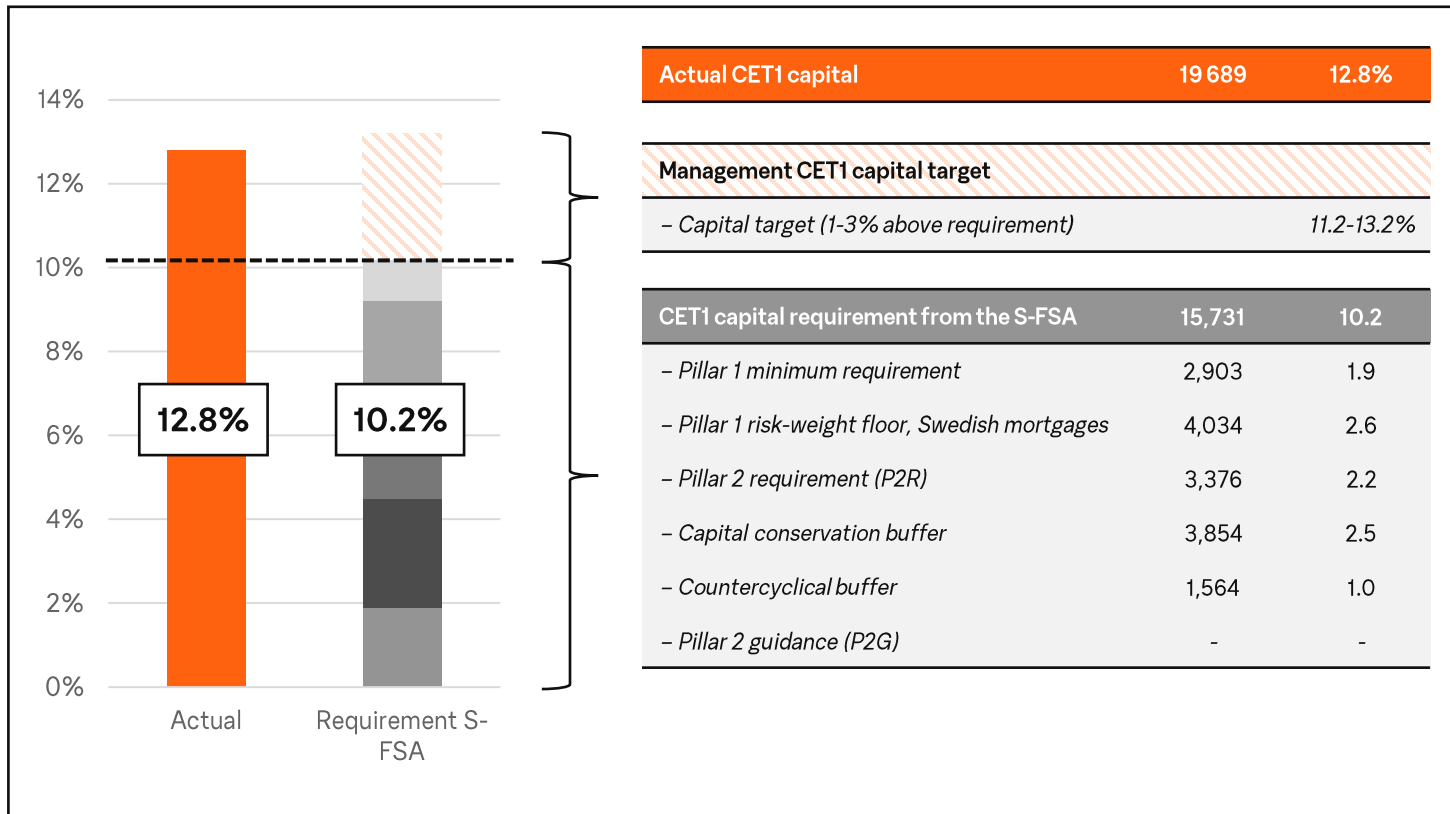 14%
12%
10%
8%
6%
4%
2%
0%
12.8%
10.2%
Actual
Requirement S-
FSA
Actual CET1 capital 19 689 12.8%
Management CET1 capital target
– Capital target (1-3% above requirement) 11.2-13.2%
CET1 capital requirement from the S-FSA 15,731 10.2
– Pillar 1 minimum requirement 2,903 1.9
– Pillar 1 risk-weight floor, Swedish mortgages 4,034 2.6
– Pillar 2 requirement (P2R) 3,376 2.2
– Capital conservation buffer 3,854 2.5
– Countercyclical buffer 1,564 1.0
– Pillar 2 guidance (P2G) - -